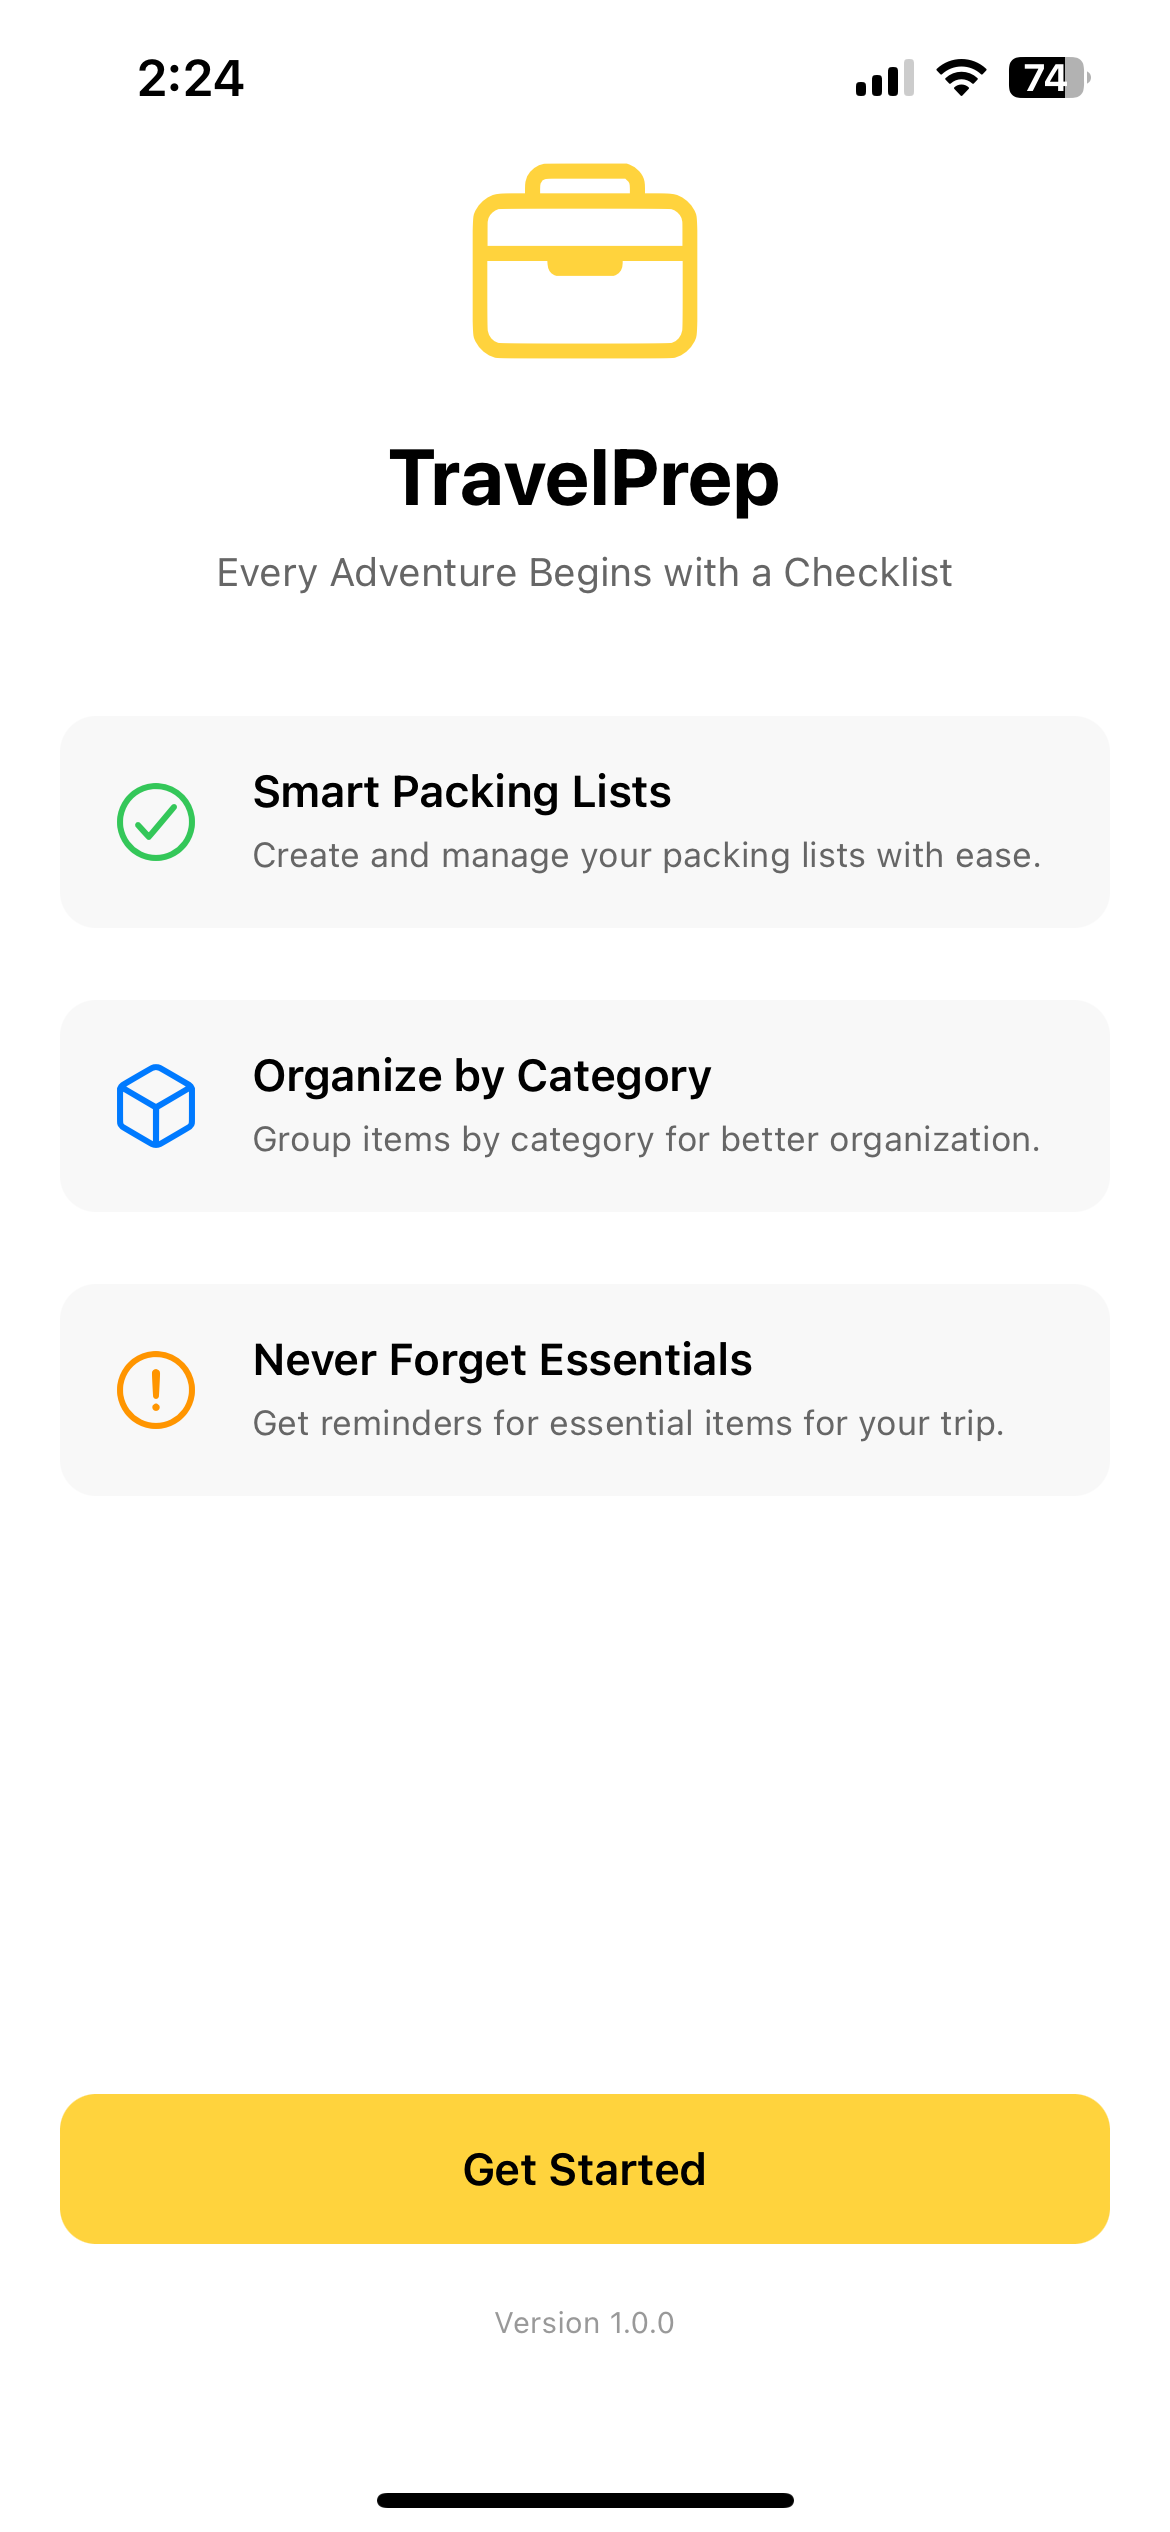 2:24
74
TravelPrep
Every Adventure Begins with a Checklist
Smart Packing Lists
Create and manage your packing lists with ease.
Organize by Category
Group items by category for better organization.
Never Forget Essentials
Get reminders for essential items for your trip.
Get Started
Version 1.0.0